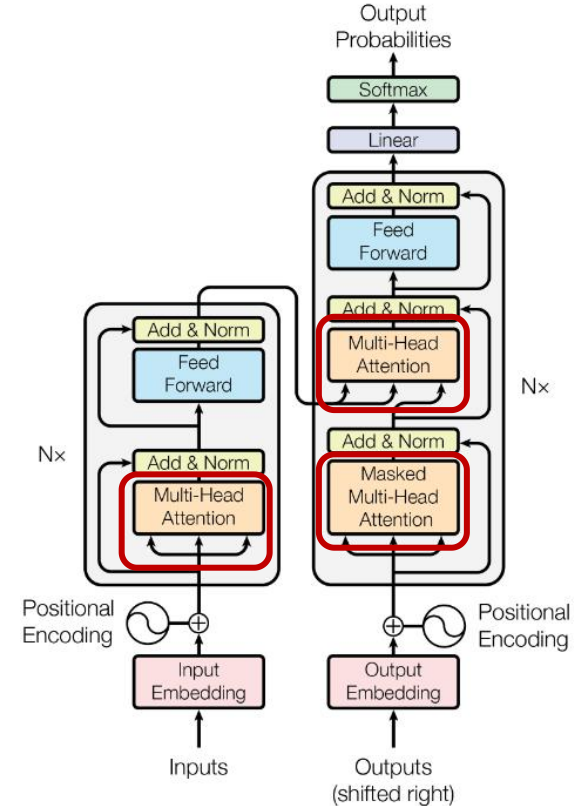 Output
Probabilities
Softmax
Linear
Add & Norm
Feed
Forward
Add & Norm
Multi-Head
Attention
Add & Norm
Masked
Multi-Head
Attention
N×
Add & Norm
Feed
Forward
Add & Norm
Multi-Head
Attention
N×
Positional
Encoding
Positional
Encoding
Input
Embedding
Output
Embedding
Inputs
Outputs
(shifted right)